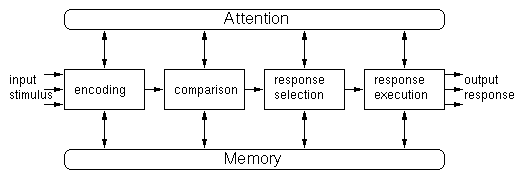 Attention
input
stimulus
encoding
comparison
response
selection
response
execution
output
response
Memory